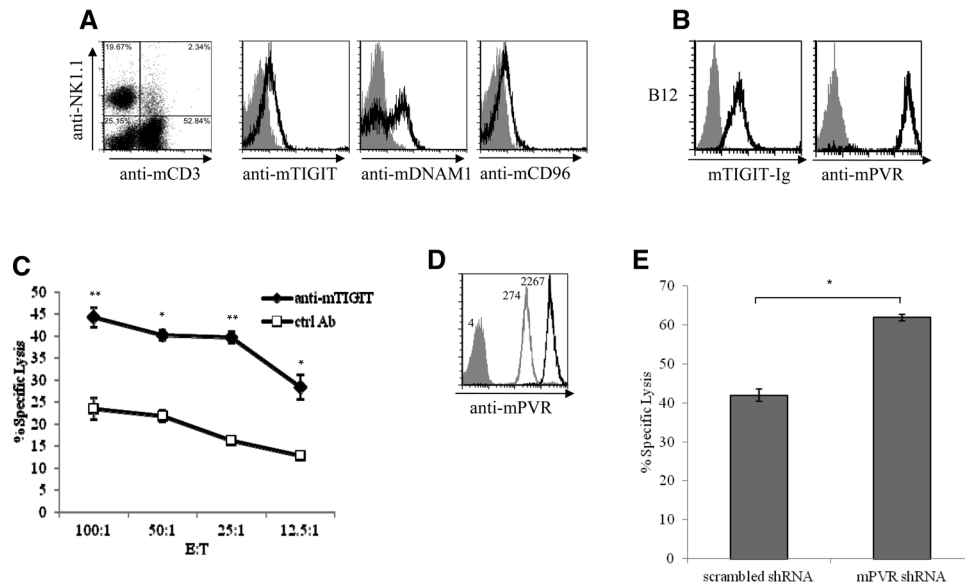 A
B
19.67%
2.34%
25.15%
52.84%
anti-NK1.1
anti-mCD3
anti-mTIGIT
anti-mDNAM1
anti-mCD96
B12
mTIGIT-Ig
anti-mPVR
C
50
45
40
35
30
25
20
15
10
5
0
% Specific Lysis
**
*
**
*
anti-mTIGIT
ctrl Ab
100:1
50:1
25:1
12.5:1
E:T
D
4
274
2267
anti-mPVR
E
*
70
60
50
40
30
20
10
0
% Specific Lysis
scrambled shRNA
mPVR shRNA